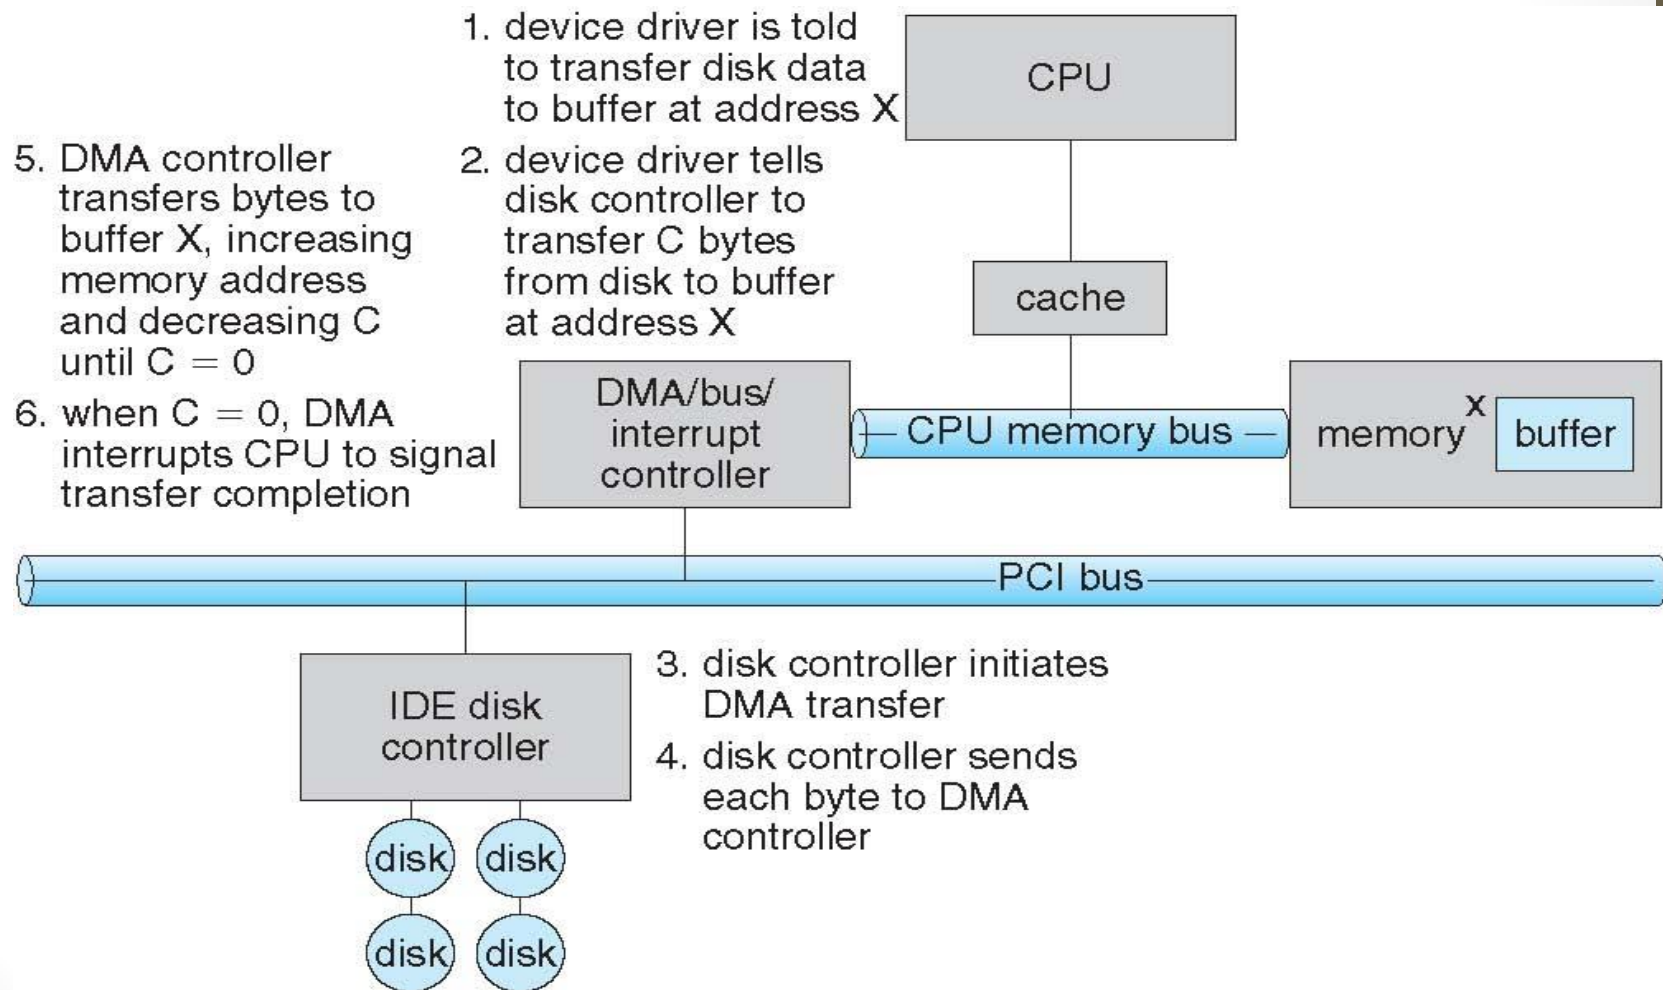 1. device driver is told
to transfer disk data
to buffer at address X
CPU
5. DMA controller
transfers bytes to
buffer X, increasing
memory address
and decreasing C
until C = 0
2. device driver tells
disk controller to
transfer C bytes
from disk to buffer
at address X
cache
6. when C = 0, DMA
interrupts CPU to signal
transfer completion
DMA/bus/
interrupt
controller
CPU memory bus
memory
X
buffer
PCI bus
IDE disk
controller
3. disk controller initiates
DMA transfer
4. disk controller sends
each byte to DMA
controller
disk
disk
disk
disk